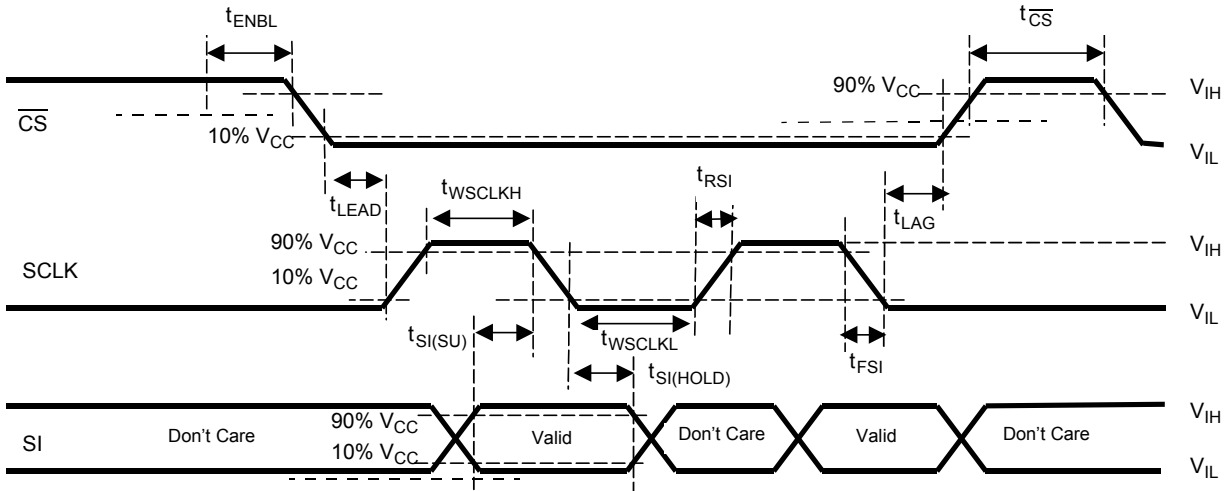 tENBL
tCS
90% VCC
VIH
CS
10% VCC
VIL
tRSI
tWSCLKH
tLEAD
tLAG
90% VCC
VIH
SCLK
10% VCC
VIL
tSI(SU)
tWSCLKL
tFSI
tSI(HOLD)
90% VCC
VIH
SI
Don't Care
Valid
Don't Care
Valid
Don't Care
10% VCC
VIL